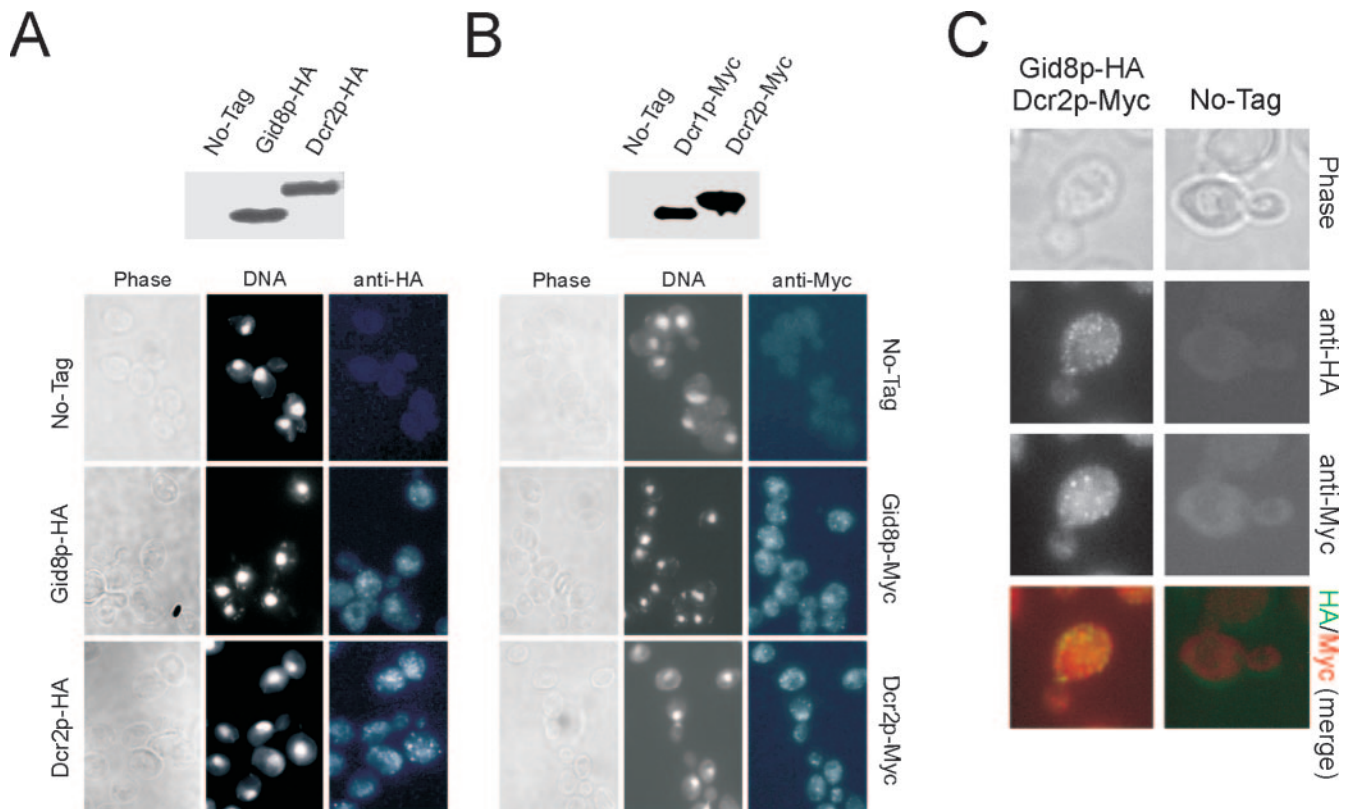 A
No-Tag
Gid8p-HA
Dcr2p-HA
Phase
DNA
anti-HA
No-Tag
Gid8p-HA
Dcr2p-HA
B
No-Tag
Dcr1p-Myc
Dcr2p-Myc
Phase
DNA
anti-Myc
No-Tag
Gid8p-Myc
Dcr2p-Myc
C
Gid8p-HA
Dcr2p-Myc
No-Tag
Phase
anti-HA
anti-Myc
HA/Myc (merge)